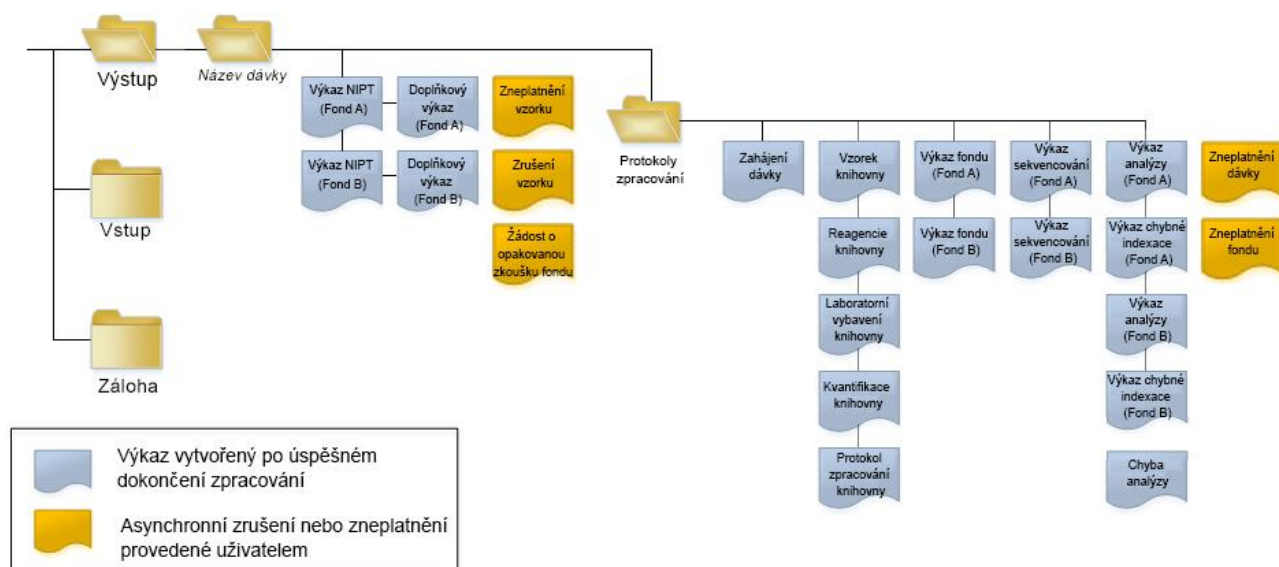 Výstup
Název dávky
Výkaz NIPT
(Fond A)
Doplňkový
výkaz
(Fond A)
Zneplatnění
vzorku
Výkaz NIPT
(Fond B)
Doplňkový
výkaz
(Fond B)
Zrušení
vzorku
Žádost o
opakovanou
zkoušku fondu
Protokoly
zpracování
Zahájení
dávky
Vzorek
knihovny
Výkaz fondu
(Fond A)
Výkaz
sekvencování
(Fond A)
Výkaz
analýzy
(Fond A)
Zneplatnění
dávky
Reagencie
knihovny
Výkaz fondu
(Fond B)
Výkaz
sekvencování
(Fond B)
Výkaz chybné
indexace
(Fond A)
Zneplatnění
fondu
Laboratorní
vybavení
knihovny
Výkaz
analýzy
(Fond B)
Kvantifikace
knihovny
Výkaz chybné
indexace
(Fond B)
Protokol
zpracování
knihovny
Chyba
analýzy
Vstup
Záloha
Výkaz vytvořený po úspěšném
dokončení zpracování
Asynchronní zrušení nebo zneplatnění
provedené uživatelem